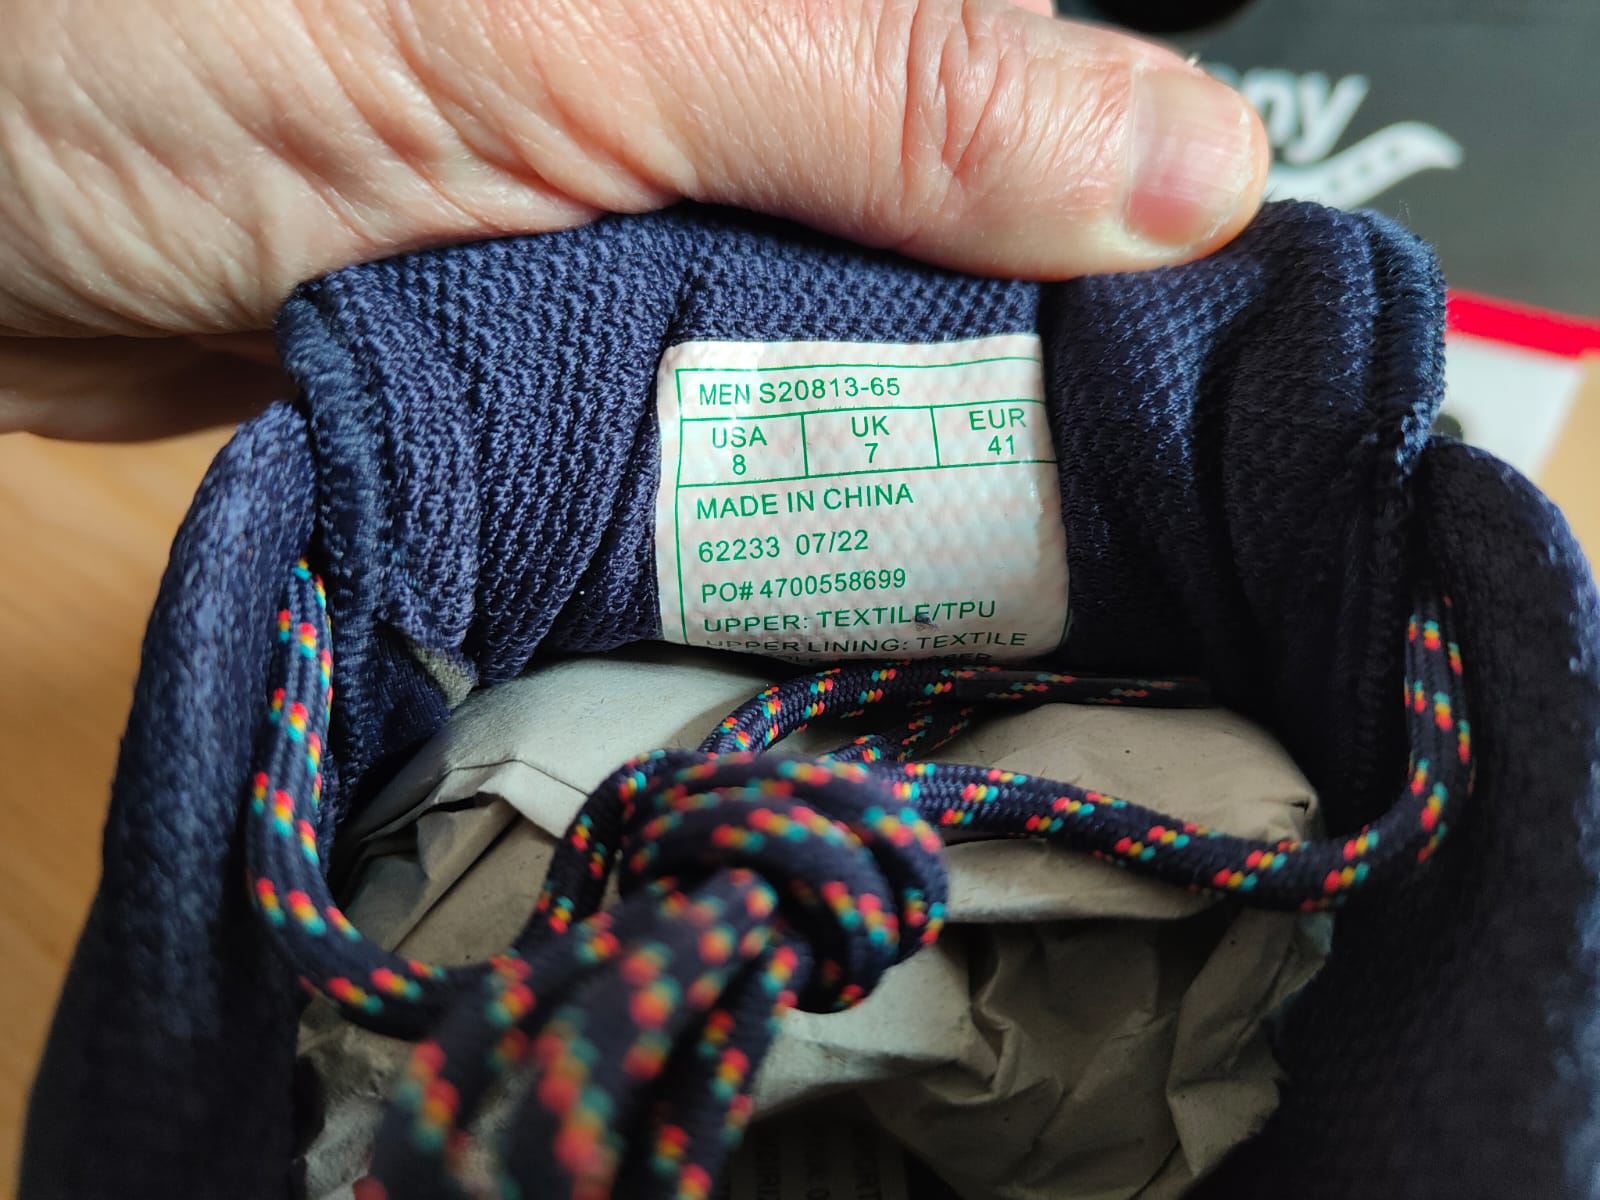 ny
MEN S20813-65
USA UK EUR
8 7 41
MADE IN CHINA
62233 07/22
PO# 4700558699
UPPER: TEXTILE/TPU
UPPER LINING: TEXTILE